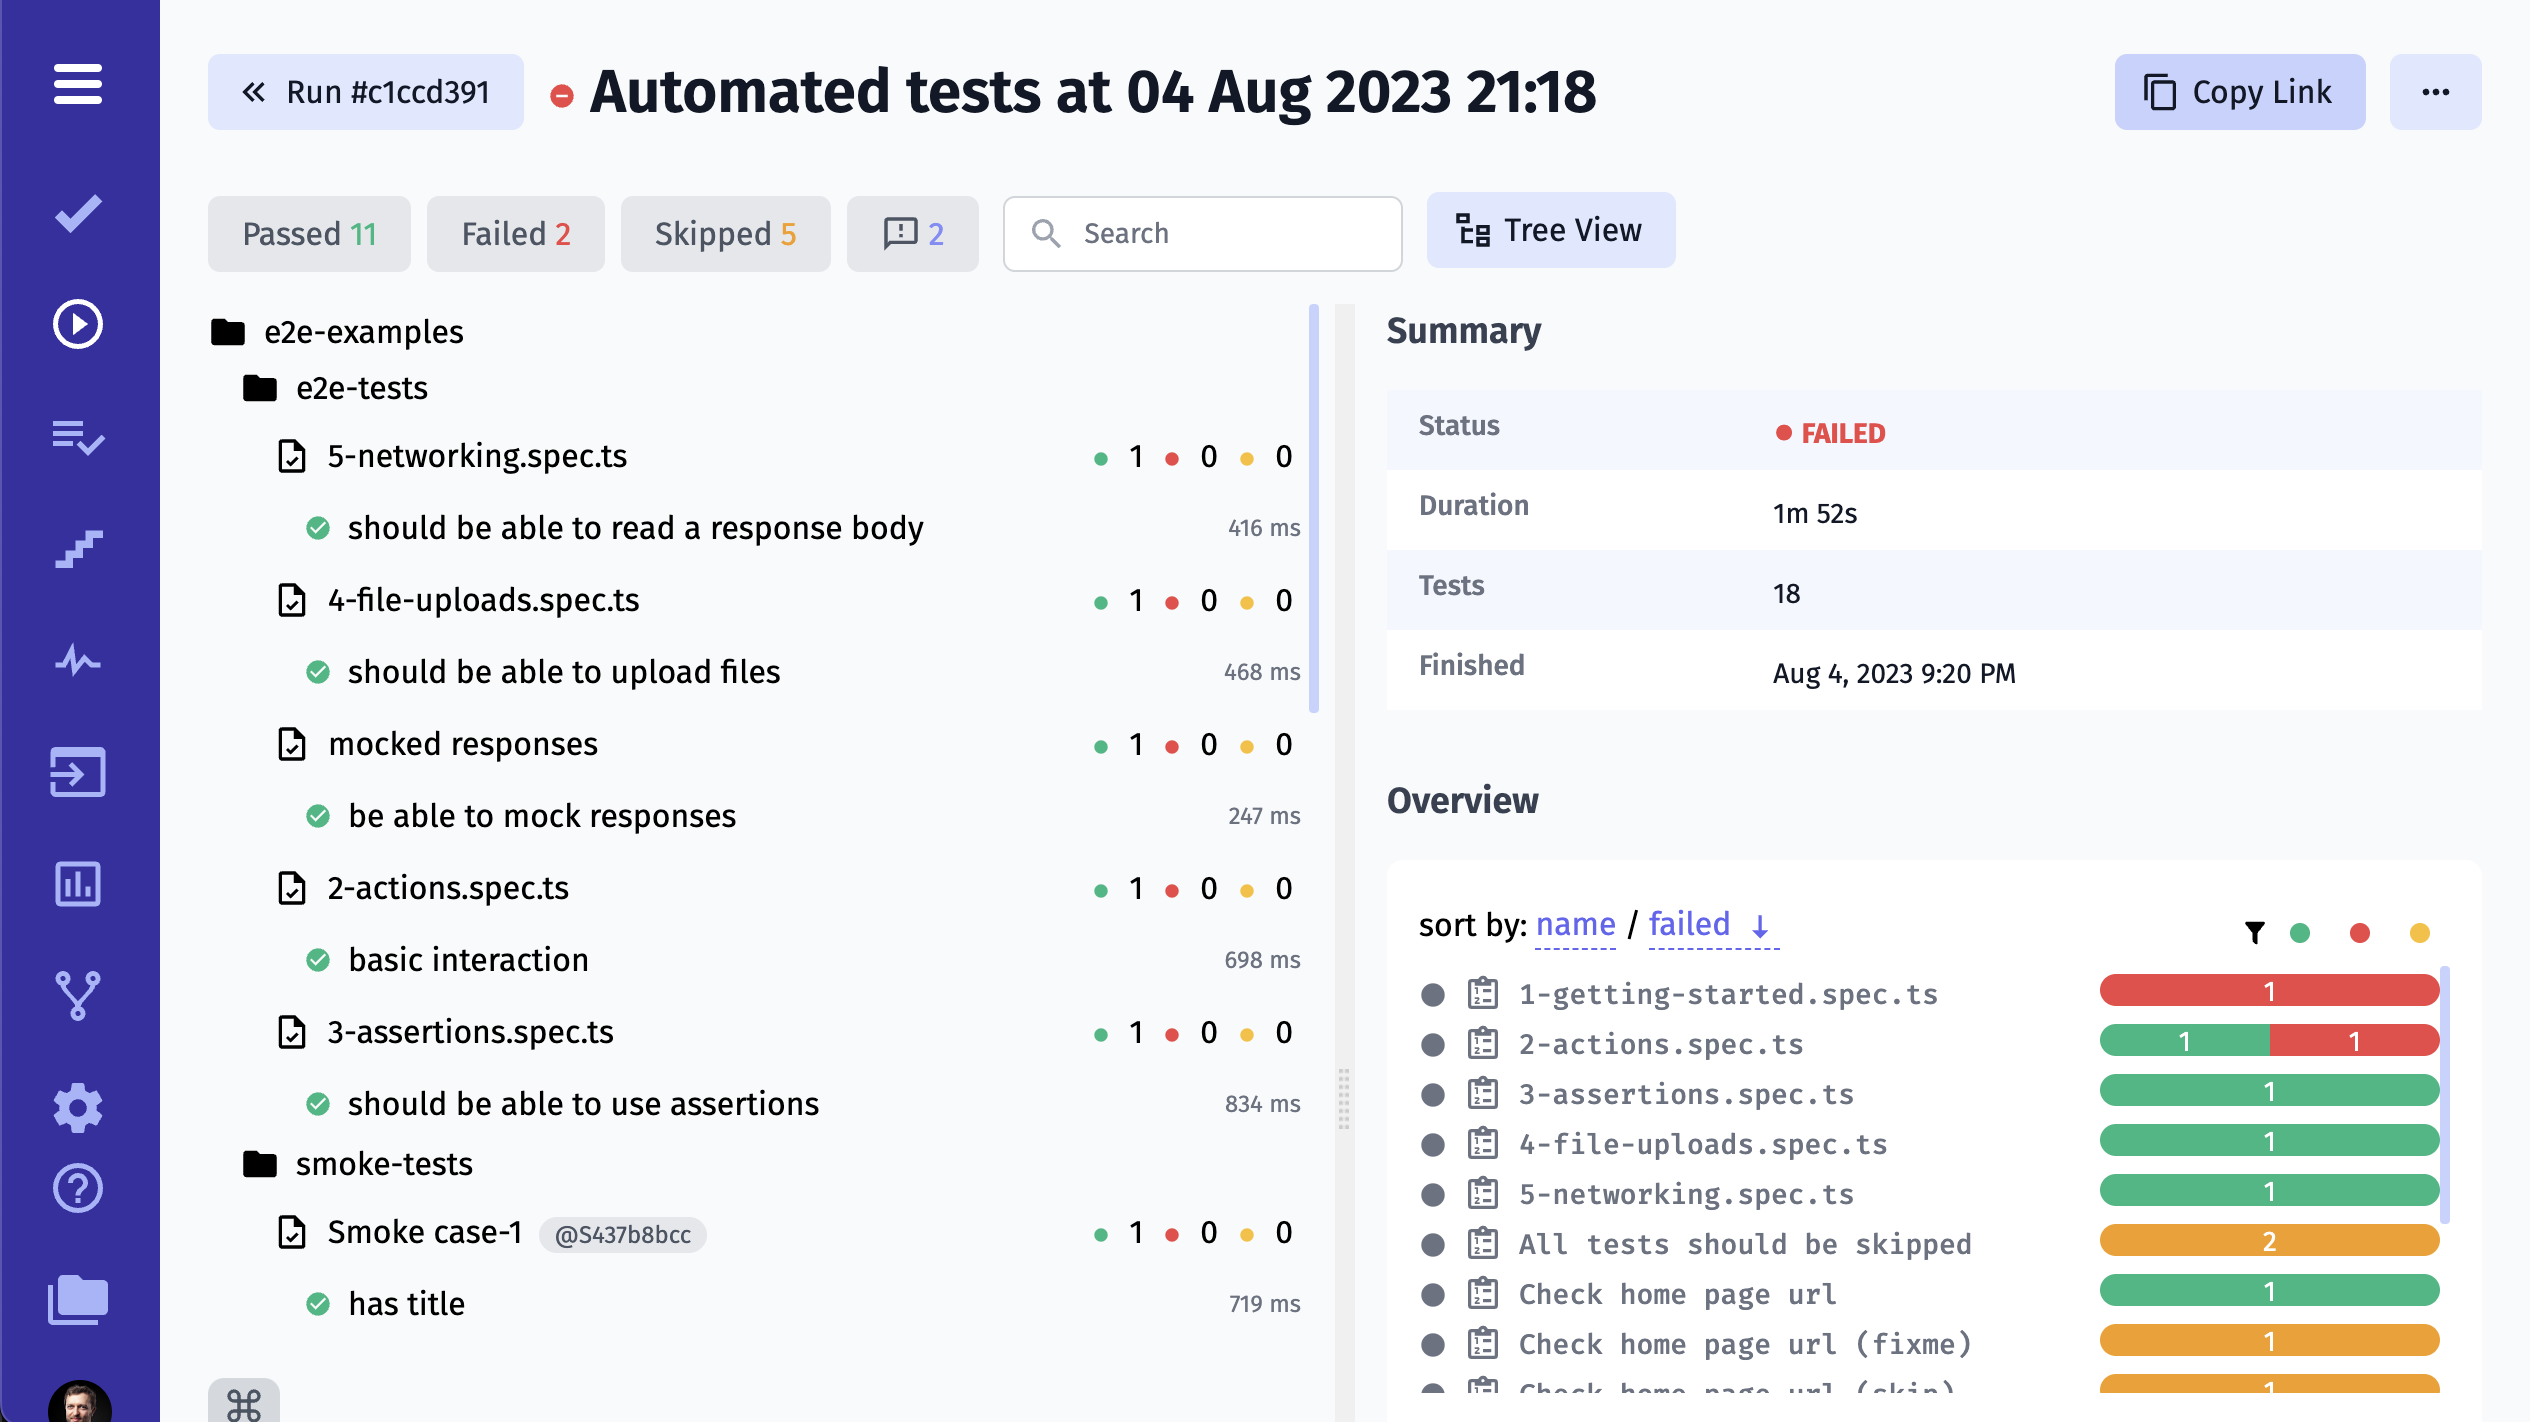 Run #c1ccd391
Automated tests at 04 Aug 2023 21:18
Copy Link
Passed 11
Failed 2
Skipped 5
2
Search
Tree View
e2e-examples
e2e-tests
5-networking.spec.ts 1 0 0
should be able to read a response body 416 ms
4-file-uploads.spec.ts 1 0 0
should be able to upload files 468 ms
mocked responses 1 0 0
be able to mock responses 247 ms
2-actions.spec.ts 1 0 0
basic interaction 698 ms
3-assertions.spec.ts 1 0 0
should be able to use assertions 834 ms
smoke-tests
Smoke case-1 @S437b8bcc 1 0 0
has title 719 ms
Summary
Status FAILED
Duration 1m 52s
Tests 18
Finished Aug 4, 2023 9:20 PM
Overview
sort by: name / failed ↓
1-getting-started.spec.ts 1
2-actions.spec.ts 1 1
3-assertions.spec.ts 1
4-file-uploads.spec.ts 1
5-networking.spec.ts 1
All tests should be skipped 2
Check home page url 1
Check home page url (fixme) 1
Check home page url (skip) 1